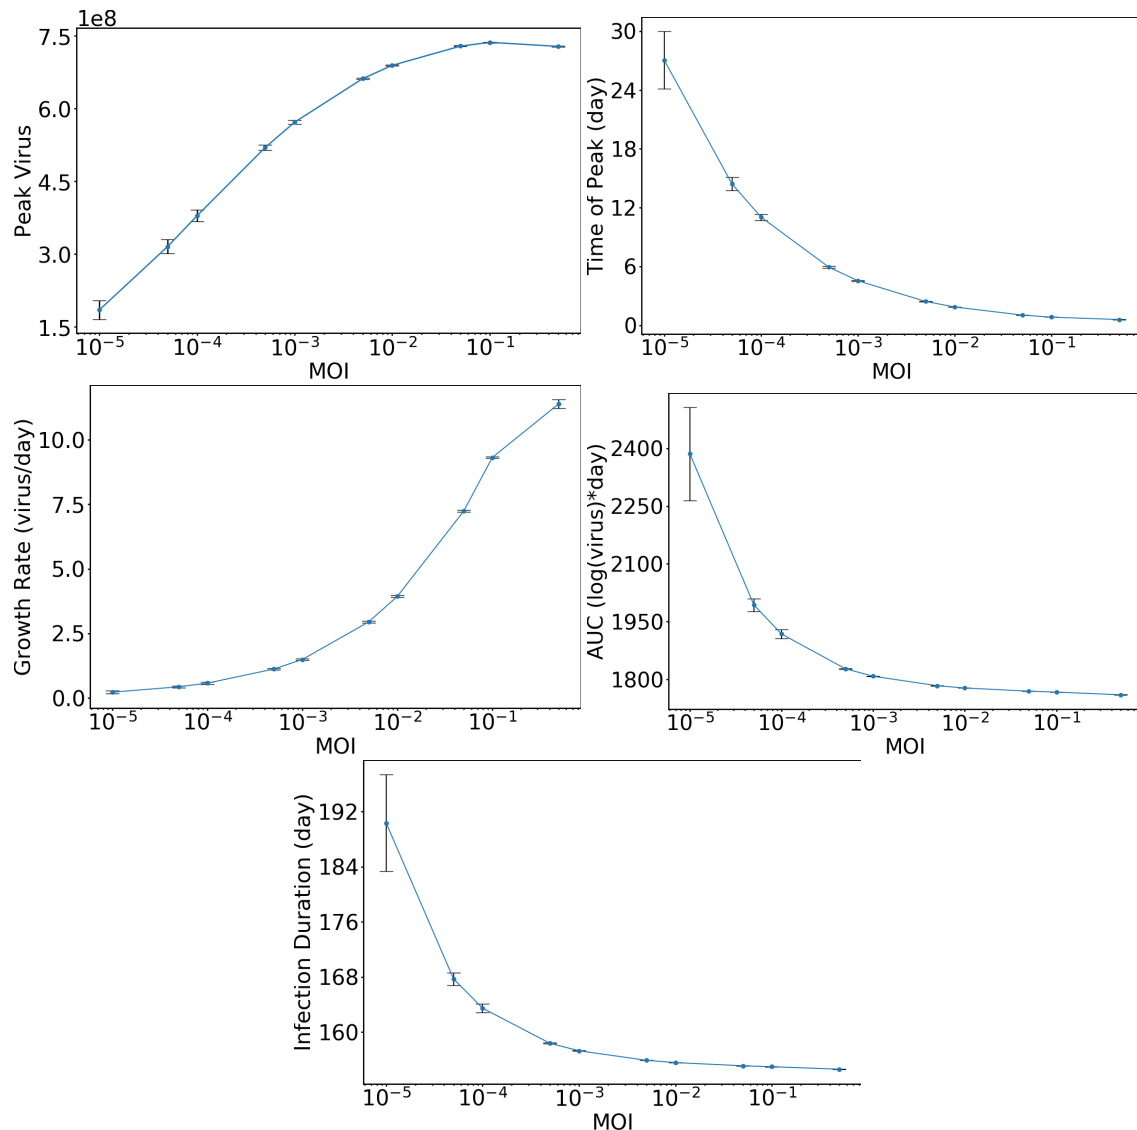 1e8
7.5
6.0
4.5
3.0
1.5
Peak Virus
10⁻⁵ 10⁻⁴ 10⁻³ 10⁻² 10⁻¹
MOI
30
24
18
12
6
0
Time of Peak (day)
10⁻⁵ 10⁻⁴ 10⁻³ 10⁻² 10⁻¹
MOI
10.0
7.5
5.0
2.5
0.0
Growth Rate (virus/day)
10⁻⁵ 10⁻⁴ 10⁻³ 10⁻² 10⁻¹
MOI
2400
2250
2100
1950
1800
AUC (log(virus)*day)
10⁻⁵ 10⁻⁴ 10⁻³ 10⁻² 10⁻¹
MOI
192
184
176
168
160
Infection Duration (day)
10⁻⁵ 10⁻⁴ 10⁻³ 10⁻² 10⁻¹
MOI